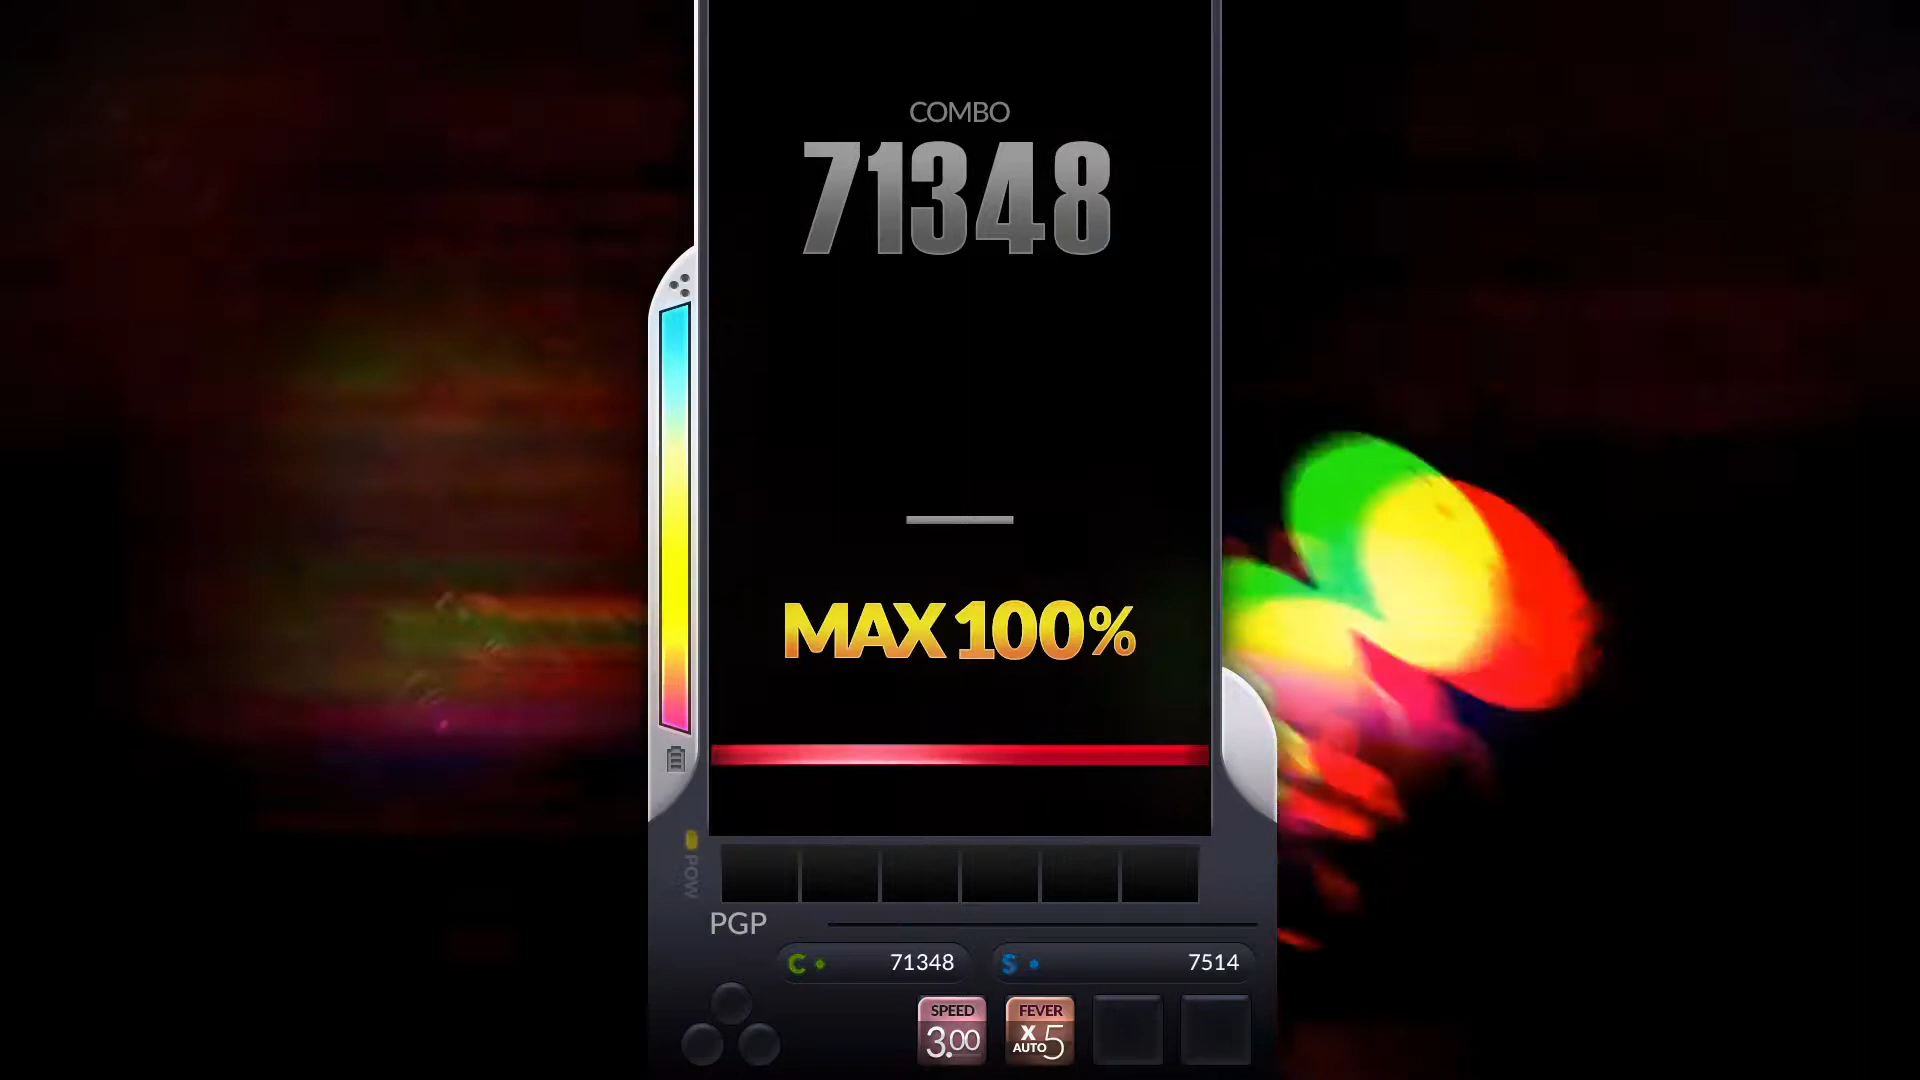 COMBO
71348
MAX 100%
POW
PGP
C 71348 S 7514
SPEED 3.00 FEVER X AUTO 5